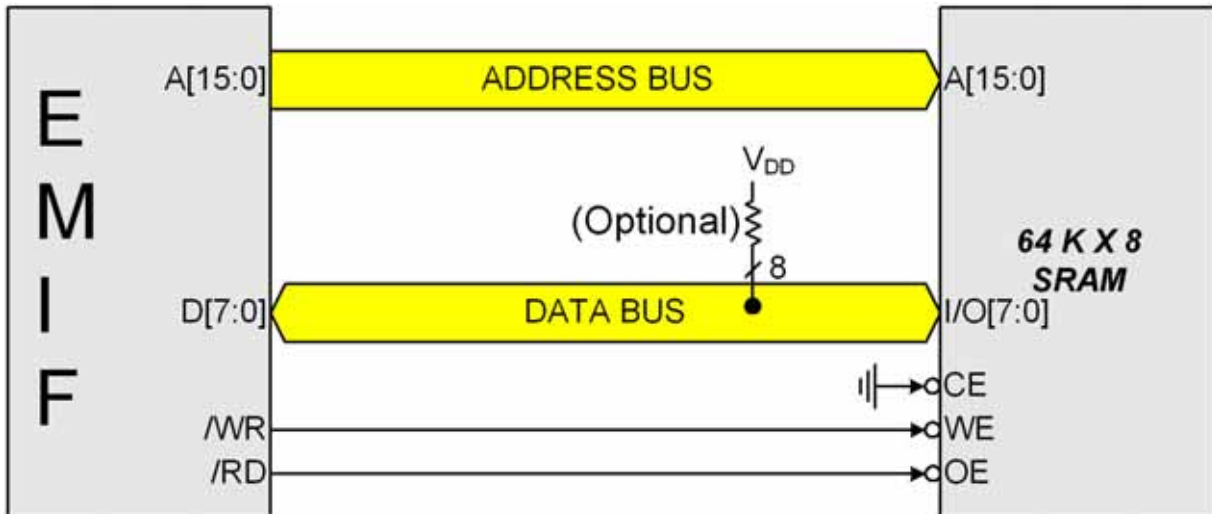 E
M
I
F
A[15:0]
ADDRESS BUS
A[15:0]
VDD
(Optional)
8
64 K X 8
SRAM
D[7:0]
DATA BUS
I/O[7:0]
CE
/WR
WE
/RD
OE